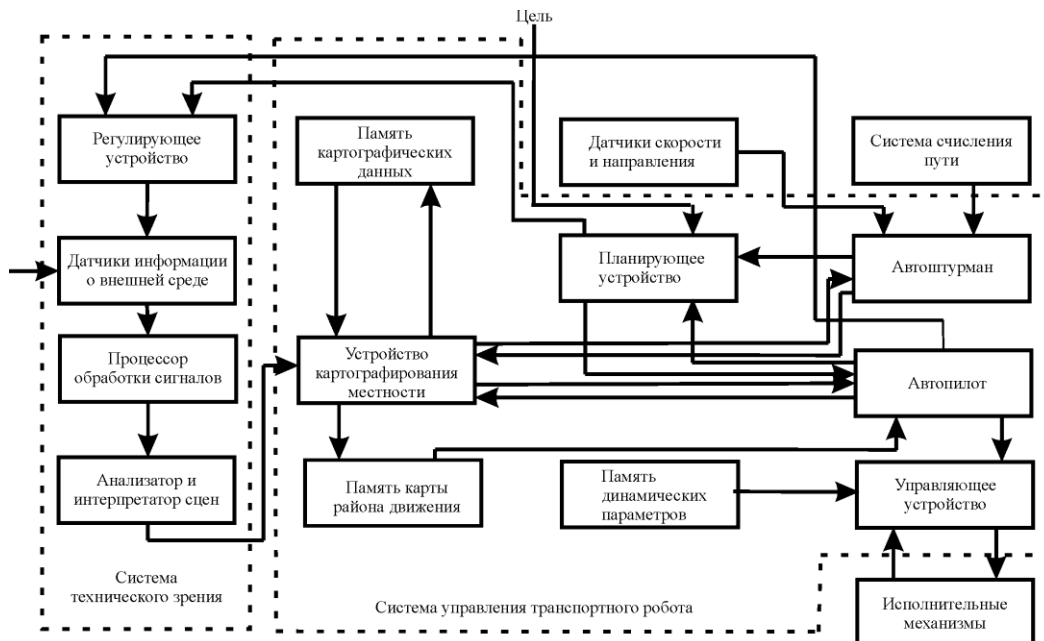 Цель
Регулирующее
устройство
Память
картографических
данных
Датчики скорости
и направления
Система счисления
пути
Датчики информации
о внешней среде
Планирующее
устройство
Автоштурман
Процессор
обработки сигналов
Устройство
картографирования
местности
Автопилот
Анализатор и
интерпретатор сцен
Память карты
района движения
Память
динамических
параметров
Управляющее
устройство
Система
технического зрения
Система управления транспортного робота
Исполнительные
механизмы